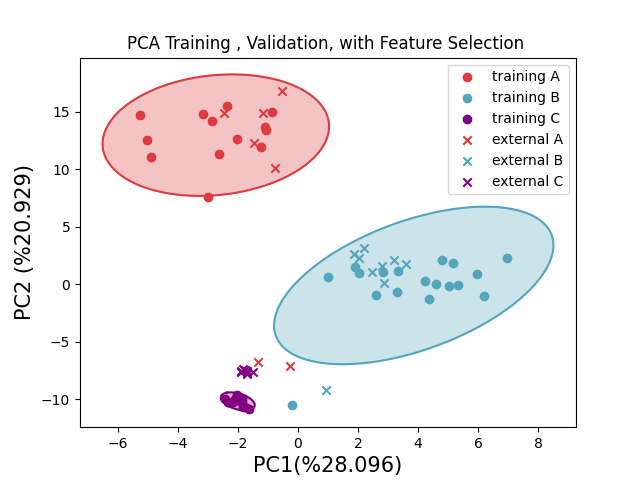 PCA Training , Validation, with Feature Selection
training A
training B
training C
external A
external B
external C
15
10
5
0
−5
−10
PC2 (%20.929)
−6
−4
−2
0
2
4
6
8
PC1(%28.096)